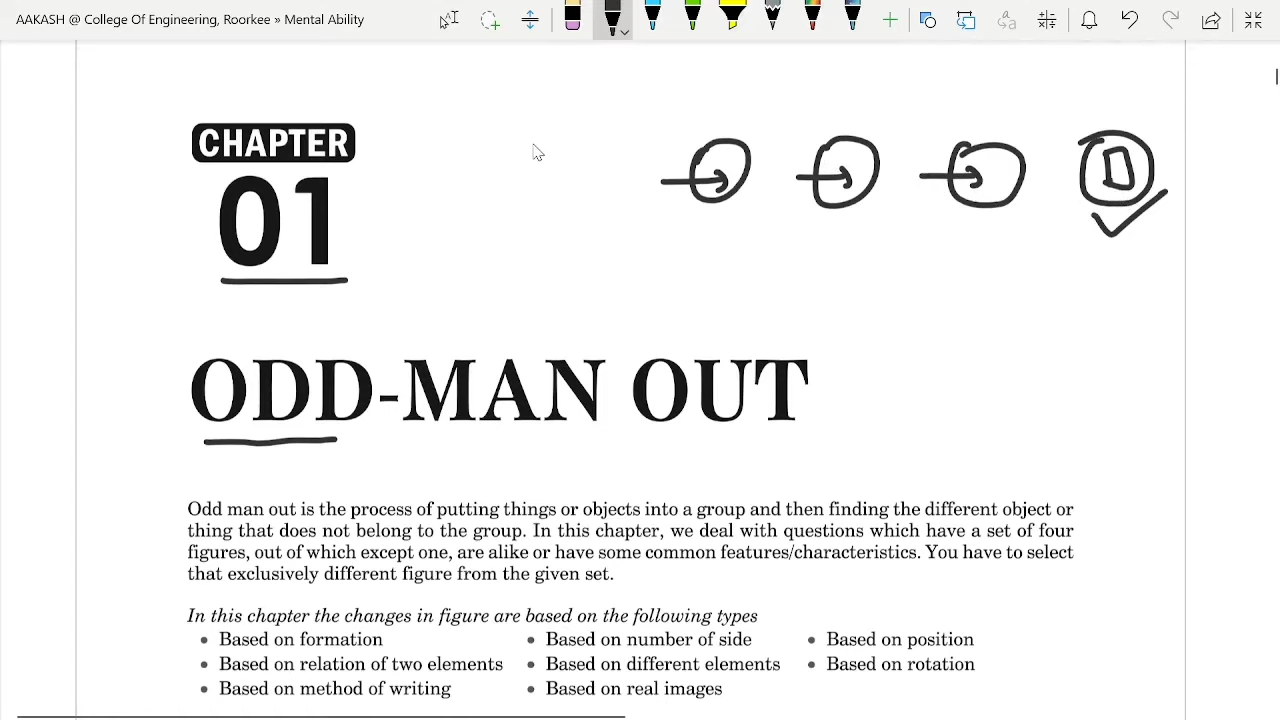 AAKASH @ College Of Engineering, Roorkee » Mental Ability
CHAPTER
01
ODD-MAN OUT
Odd man out is the process of putting things or objects into a group and then finding the different object or
thing that does not belong to the group. In this chapter, we deal with questions which have a set of four
figures, out of which except one, are alike or have some common features/characteristics. You have to select
that exclusively different figure from the given set.
In this chapter the changes in figure are based on the following types
• Based on formation • Based on number of side • Based on position
• Based on relation of two elements • Based on different elements • Based on rotation
• Based on method of writing • Based on real images